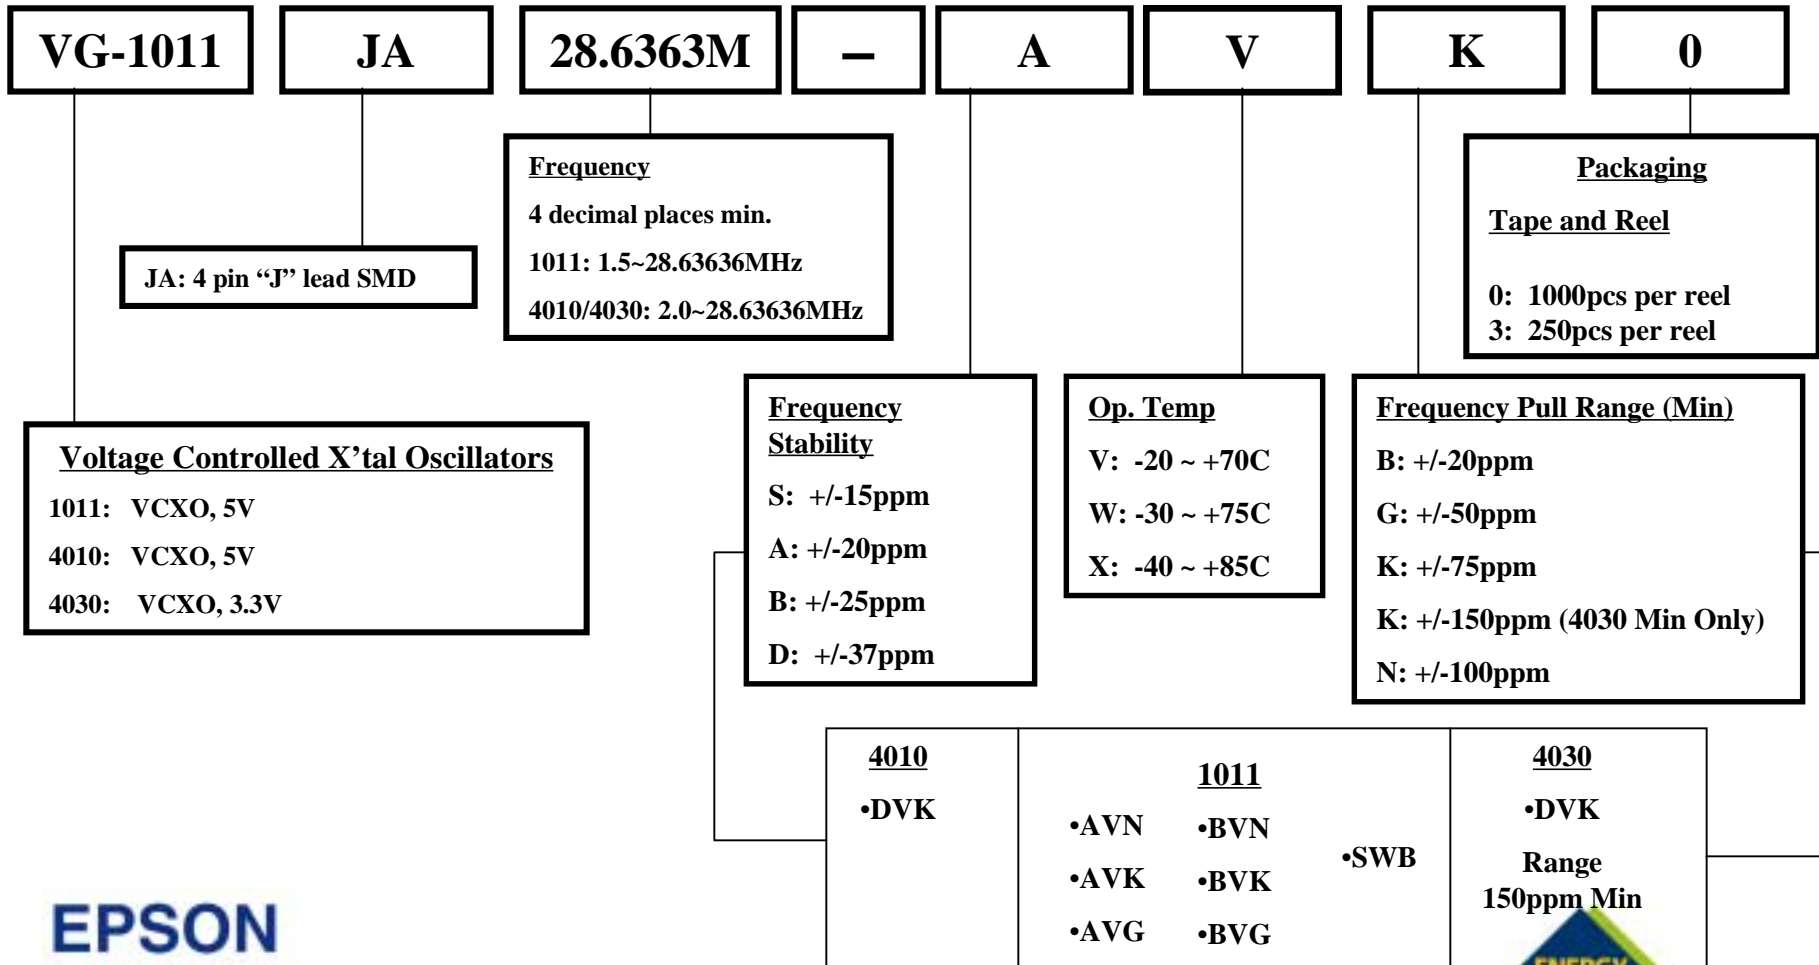 VG-1011 JA 28.6363M – A V K 0
Frequency
4 decimal places min.
1011: 1.5~28.63636MHz
4010/4030: 2.0~28.63636MHz
Packaging
Tape and Reel
0: 1000pcs per reel
3: 250pcs per reel
JA: 4 pin “J” lead SMD
Voltage Controlled X’tal Oscillators
1011: VCXO, 5V
4010: VCXO, 5V
4030: VCXO, 3.3V
Frequency
Stability
S: +/-15ppm
A: +/-20ppm
B: +/-25ppm
D: +/-37ppm
Op. Temp
V: -20 ~ +70C
W: -30 ~ +75C
X: -40 ~ +85C
Frequency Pull Range (Min)
B: +/-20ppm
G: +/-50ppm
K: +/-75ppm
K: +/-150ppm (4030 Min Only)
N: +/-100ppm
4010
•DVK
1011
•AVN •BVN
•SWB
•AVK •BVK
•AVG •BVG
4030
•DVK
Range
150ppm Min
EPSON
ENERGY